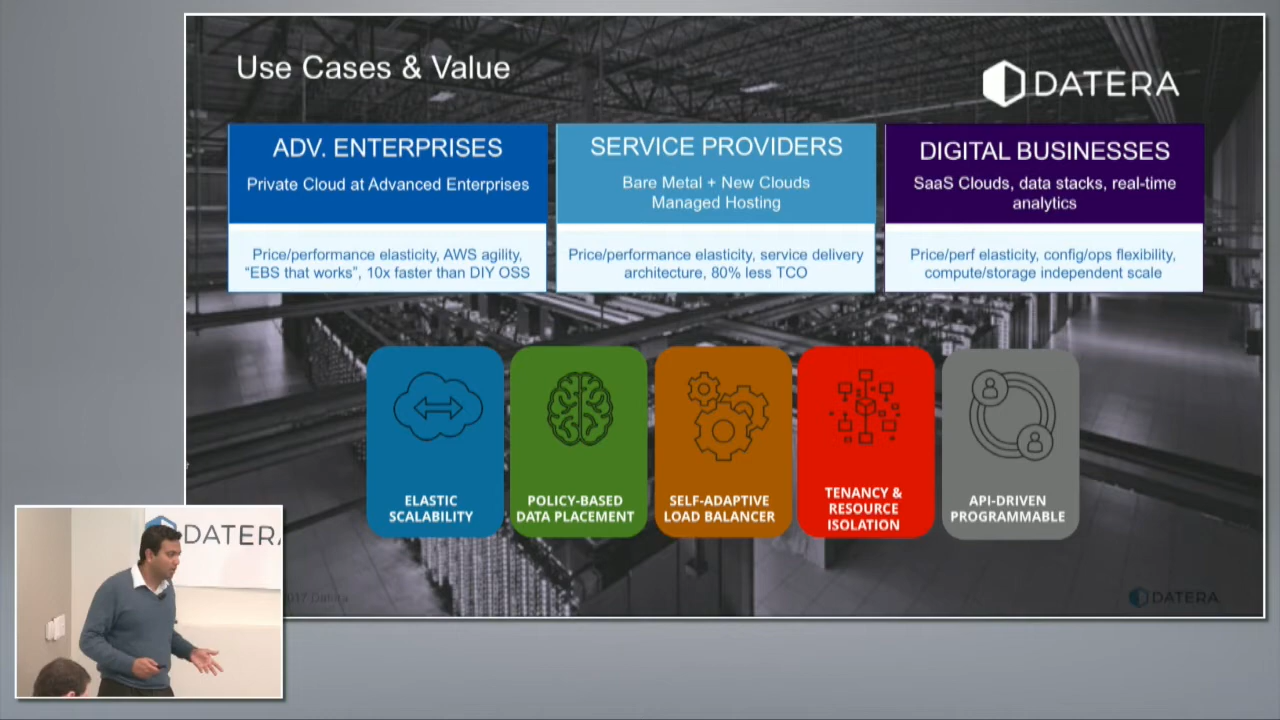 Use Cases & Value
DATERA
ADV. ENTERPRISES
Private Cloud at Advanced Enterprises
Price/performance elasticity, AWS agility,
“EBS that works”, 10x faster than DIY OSS
SERVICE PROVIDERS
Bare Metal + New Clouds
Managed Hosting
Price/performance elasticity, service delivery
architecture, 80% less TCO
DIGITAL BUSINESSES
SaaS Clouds, data stacks, real-time
analytics
Price/perf elasticity, config/ops flexibility,
compute/storage independent scale
ELASTIC
SCALABILITY
POLICY-BASED
DATA PLACEMENT
SELF-ADAPTIVE
LOAD BALANCER
TENANCY &
RESOURCE
ISOLATION
API-DRIVEN
PROGRAMMABLE
2017 Datera
DATERA
DATERA